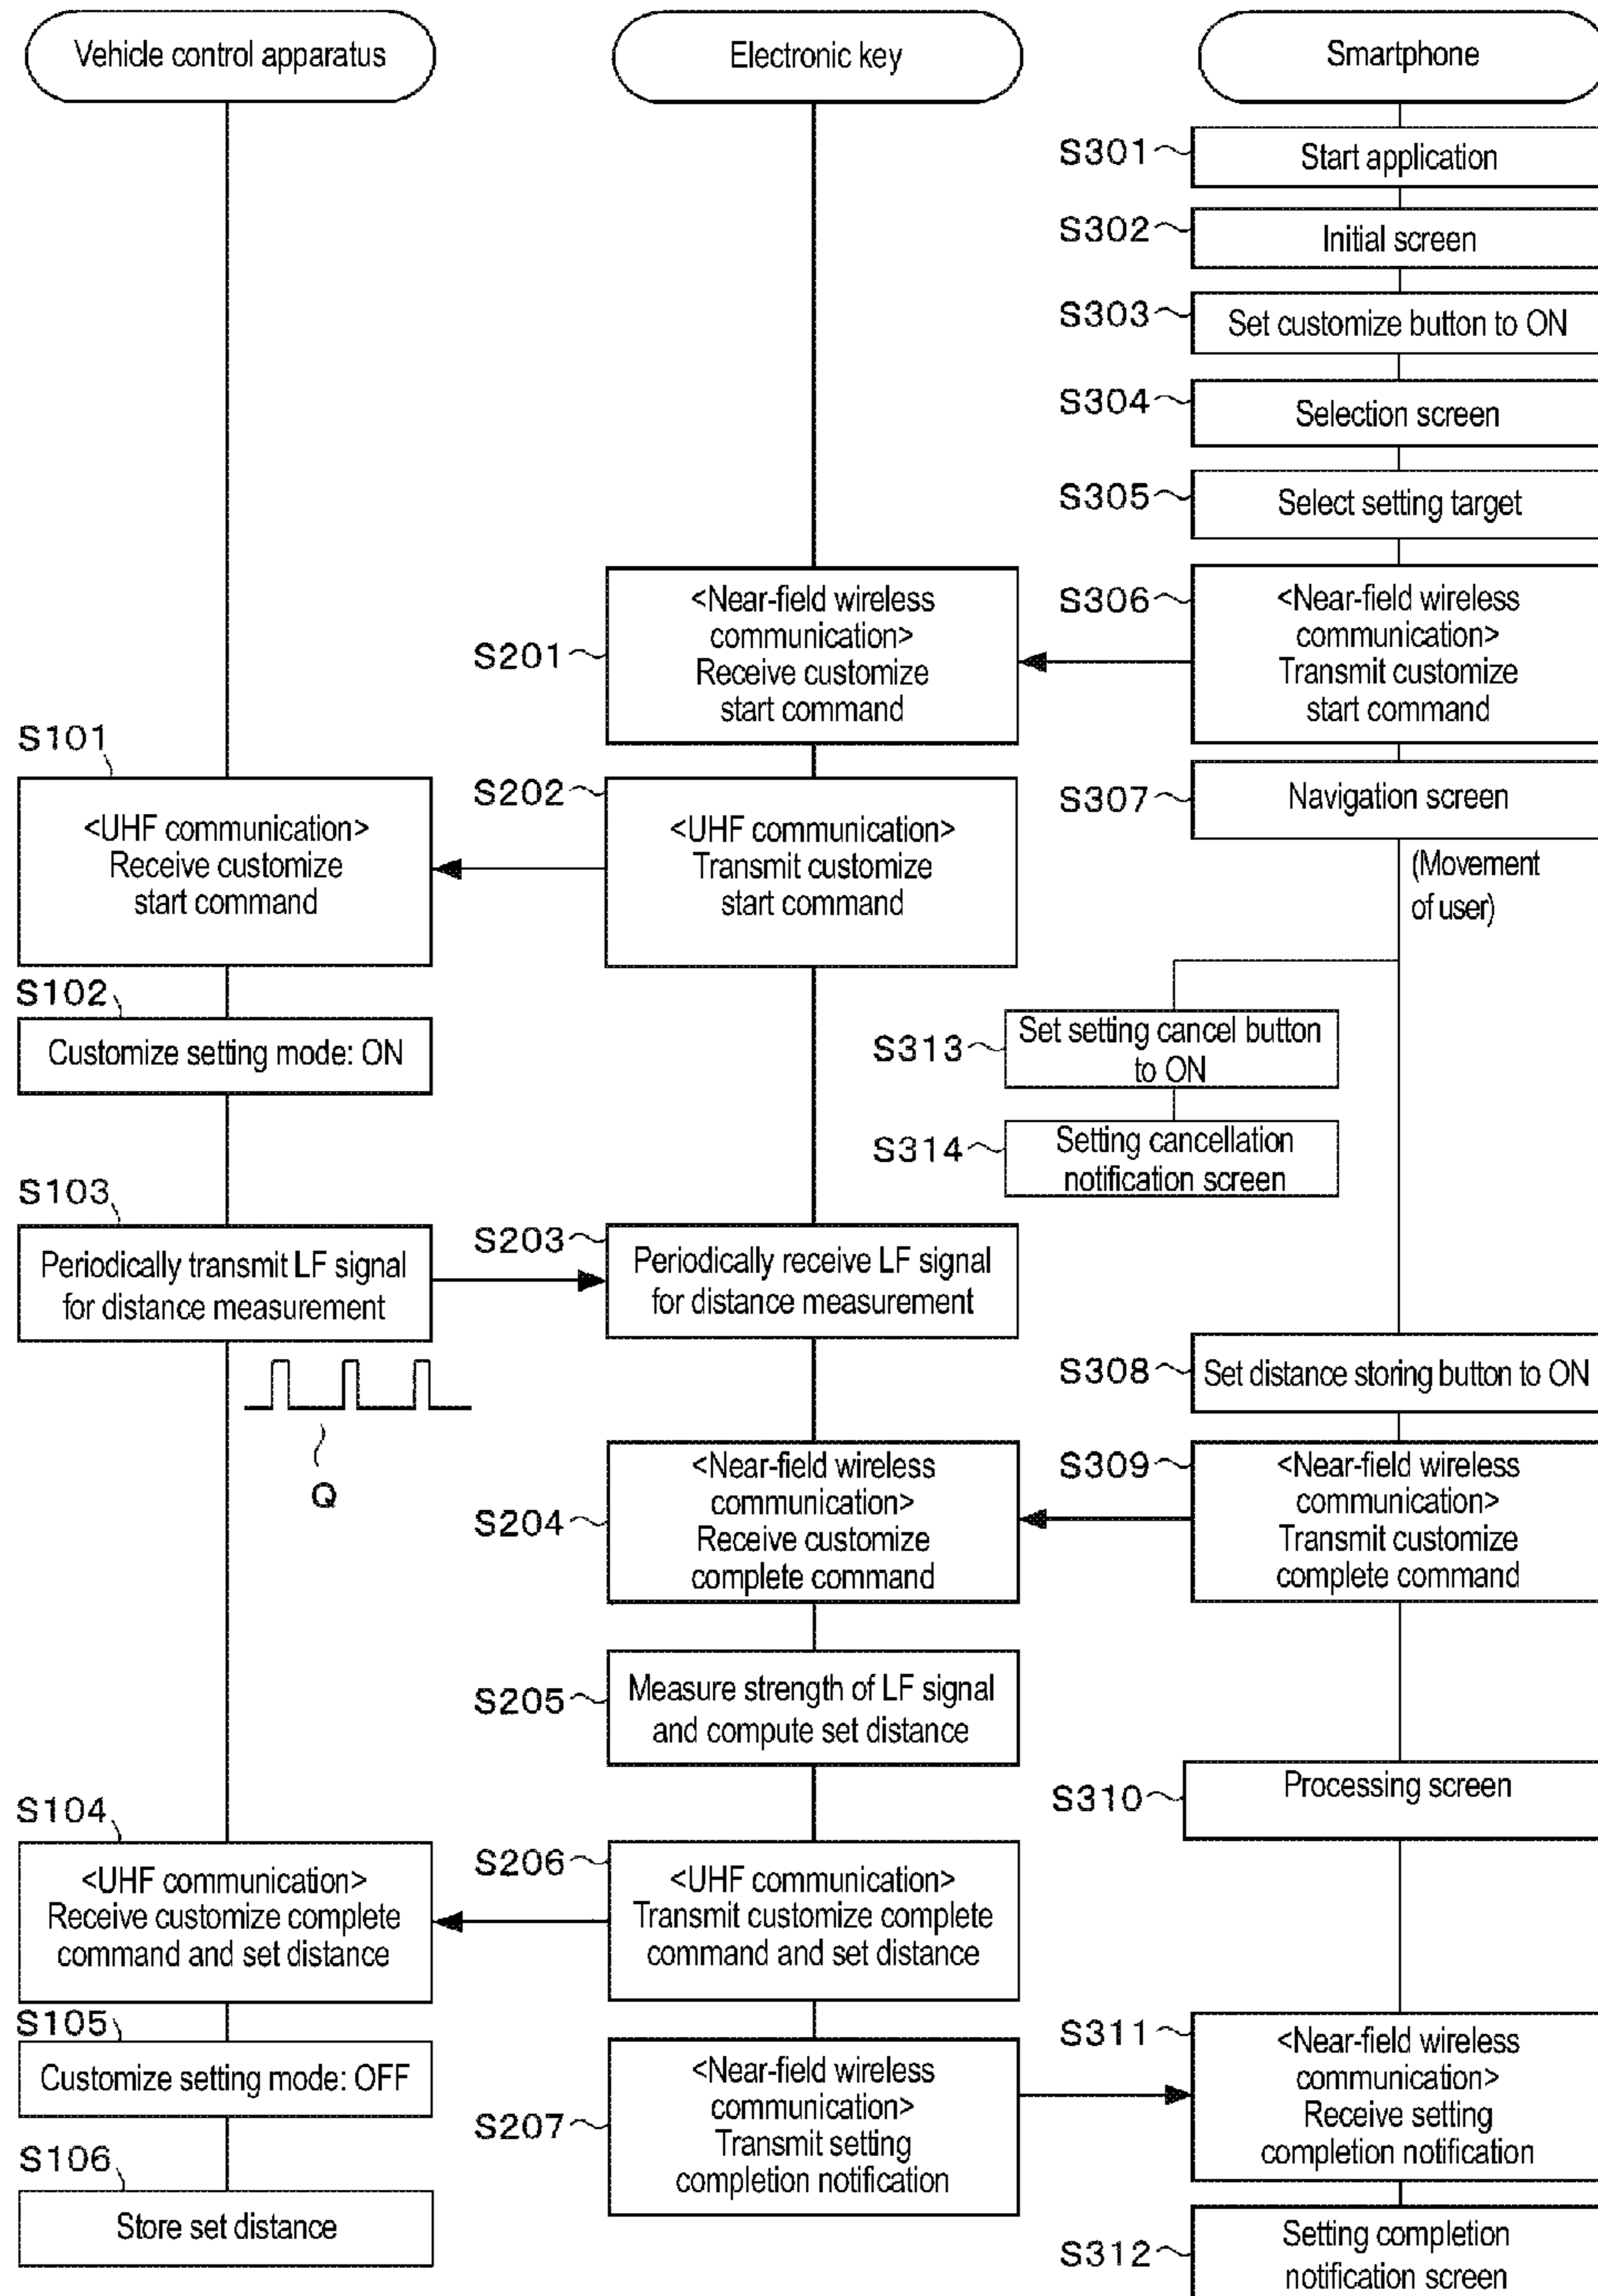 Vehicle control apparatus
Electronic key
Smartphone
S301
Start application
S302
Initial screen
S303
Set customize button to ON
S304
Selection screen
S305
Select setting target
S306
<Near-field wireless
communication>
Transmit customize
start command
S201
<Near-field wireless
communication>
Receive customize
start command
S101
<UHF communication>
Receive customize
start command
S202
<UHF communication>
Transmit customize
start command
S307
Navigation screen
(Movement
of user)
S102
Customize setting mode: ON
S313
Set setting cancel button
to ON
S314
Setting cancellation
notification screen
S103
Periodically transmit LF signal
for distance measurement
Q
S203
Periodically receive LF signal
for distance measurement
S308
Set distance storing button to ON
S309
<Near-field wireless
communication>
Transmit customize
complete command
S204
<Near-field wireless
communication>
Receive customize
complete command
S205
Measure strength of LF signal
and compute set distance
S310
Processing screen
S104
<UHF communication>
Receive customize complete
command and set distance
S206
<UHF communication>
Transmit customize complete
command and set distance
S105
Customize setting mode: OFF
S207
<Near-field wireless
communication>
Transmit setting
completion notification
S311
<Near-field wireless
communication>
Receive setting
completion notification
S106
Store set distance
S312
Setting completion
notification screen